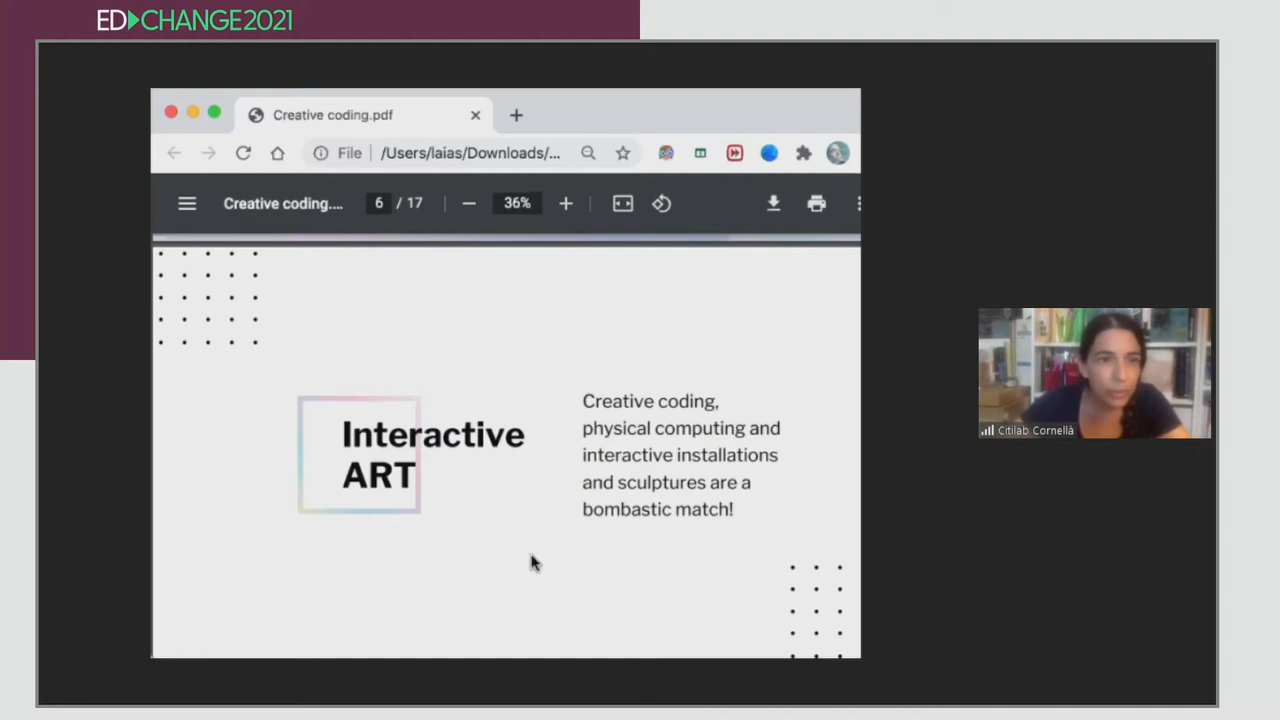 ED CHANGE2021
Creative coding.pdf
File /Users/laias/Downloads/...
Creative coding.... 6 / 17 36%
Interactive
ART
Creative coding,
physical computing and
interactive installations
and sculptures are a
bombastic match!
Citilab Cornellà